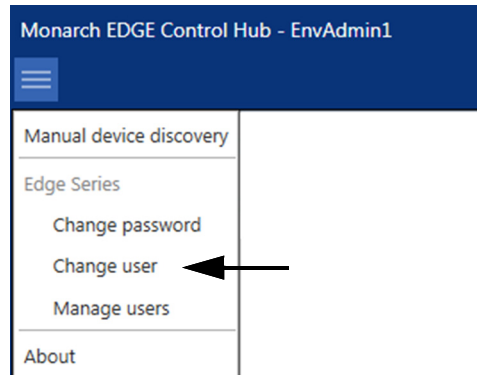 Monarch EDGE Control Hub - EnvAdmin1
Manual device discovery
Edge Series
Change password
Change user
Manage users
About